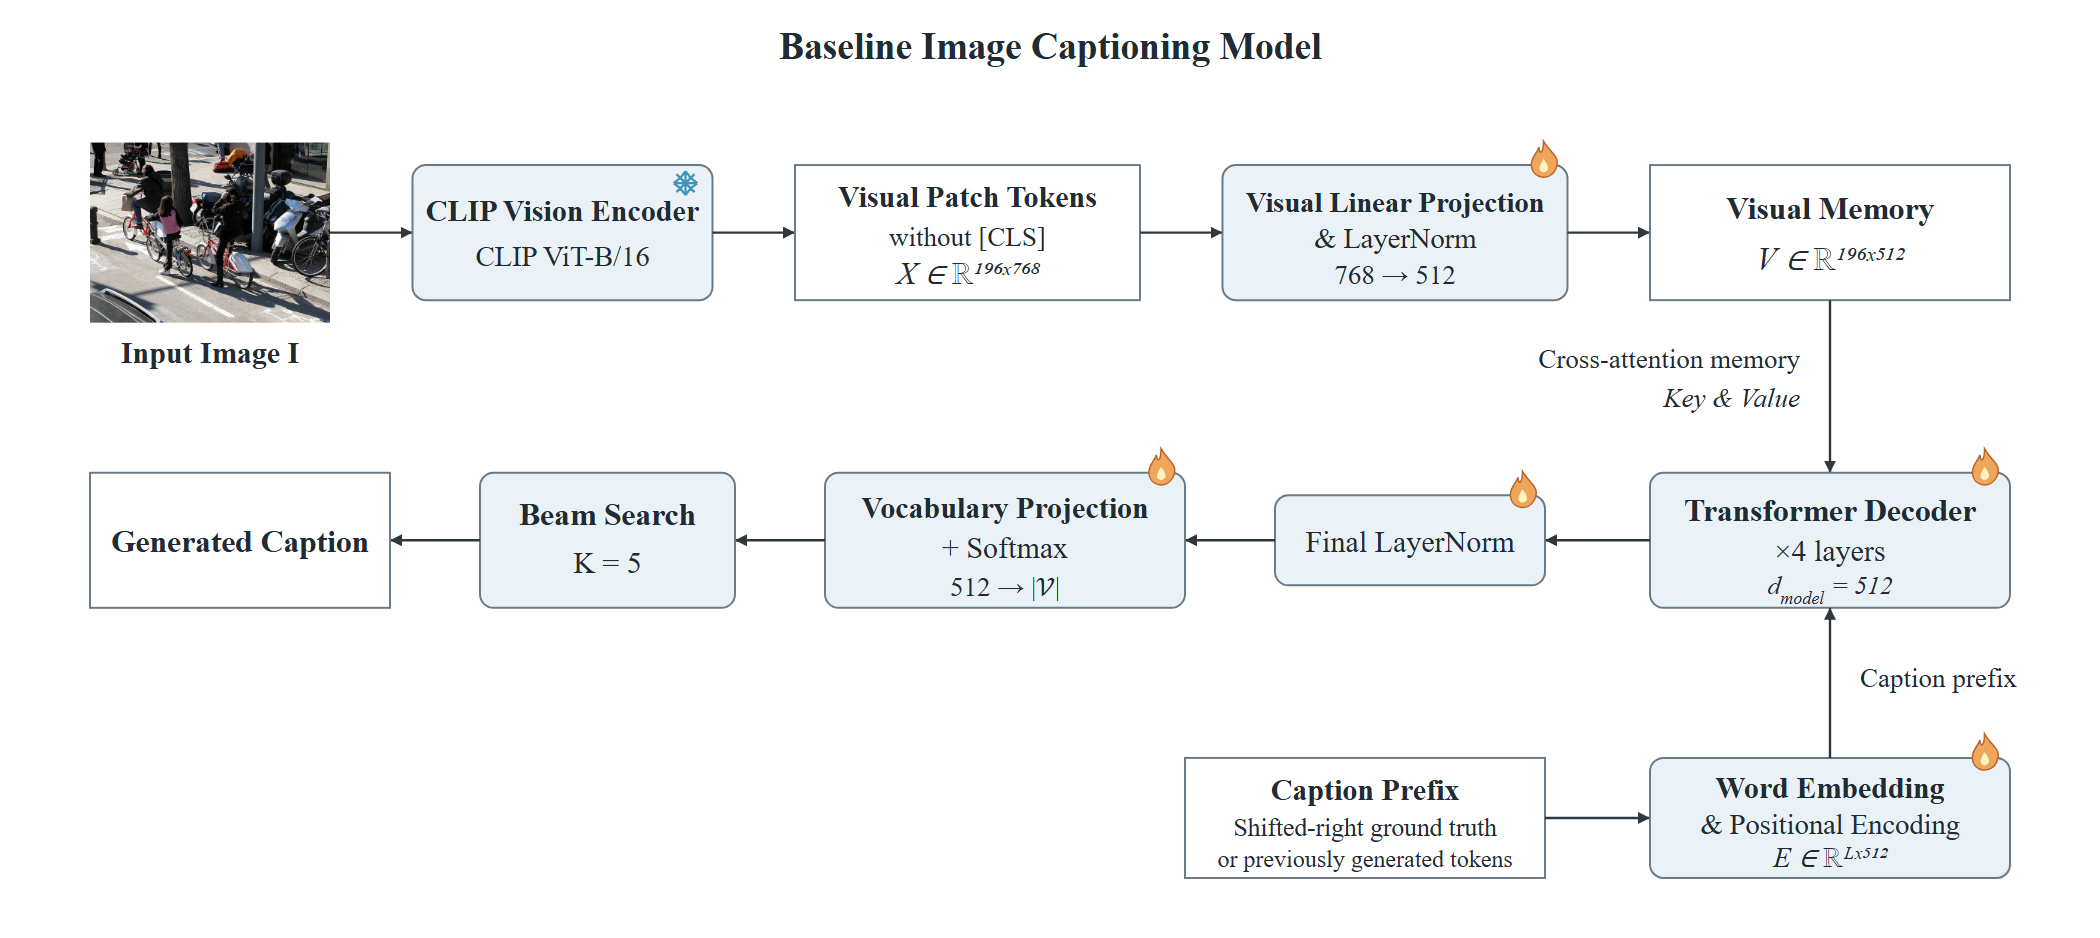 Baseline Image Captioning Model
Input Image I
CLIP Vision Encoder
CLIP ViT-B/16
Visual Patch Tokens
without [CLS]
X ∈ ℝ^196x768
Visual Linear Projection
& LayerNorm
768 → 512
Visual Memory
V ∈ ℝ^196x512
Cross-attention memory
Key & Value
Transformer Decoder
×4 layers
d_model = 512
Final LayerNorm
Vocabulary Projection
+ Softmax
512 → |𝒱|
Beam Search
K = 5
Generated Caption
Caption prefix
Caption Prefix
Shifted-right ground truth
or previously generated tokens
Word Embedding
& Positional Encoding
E ∈ ℝ^Lx512